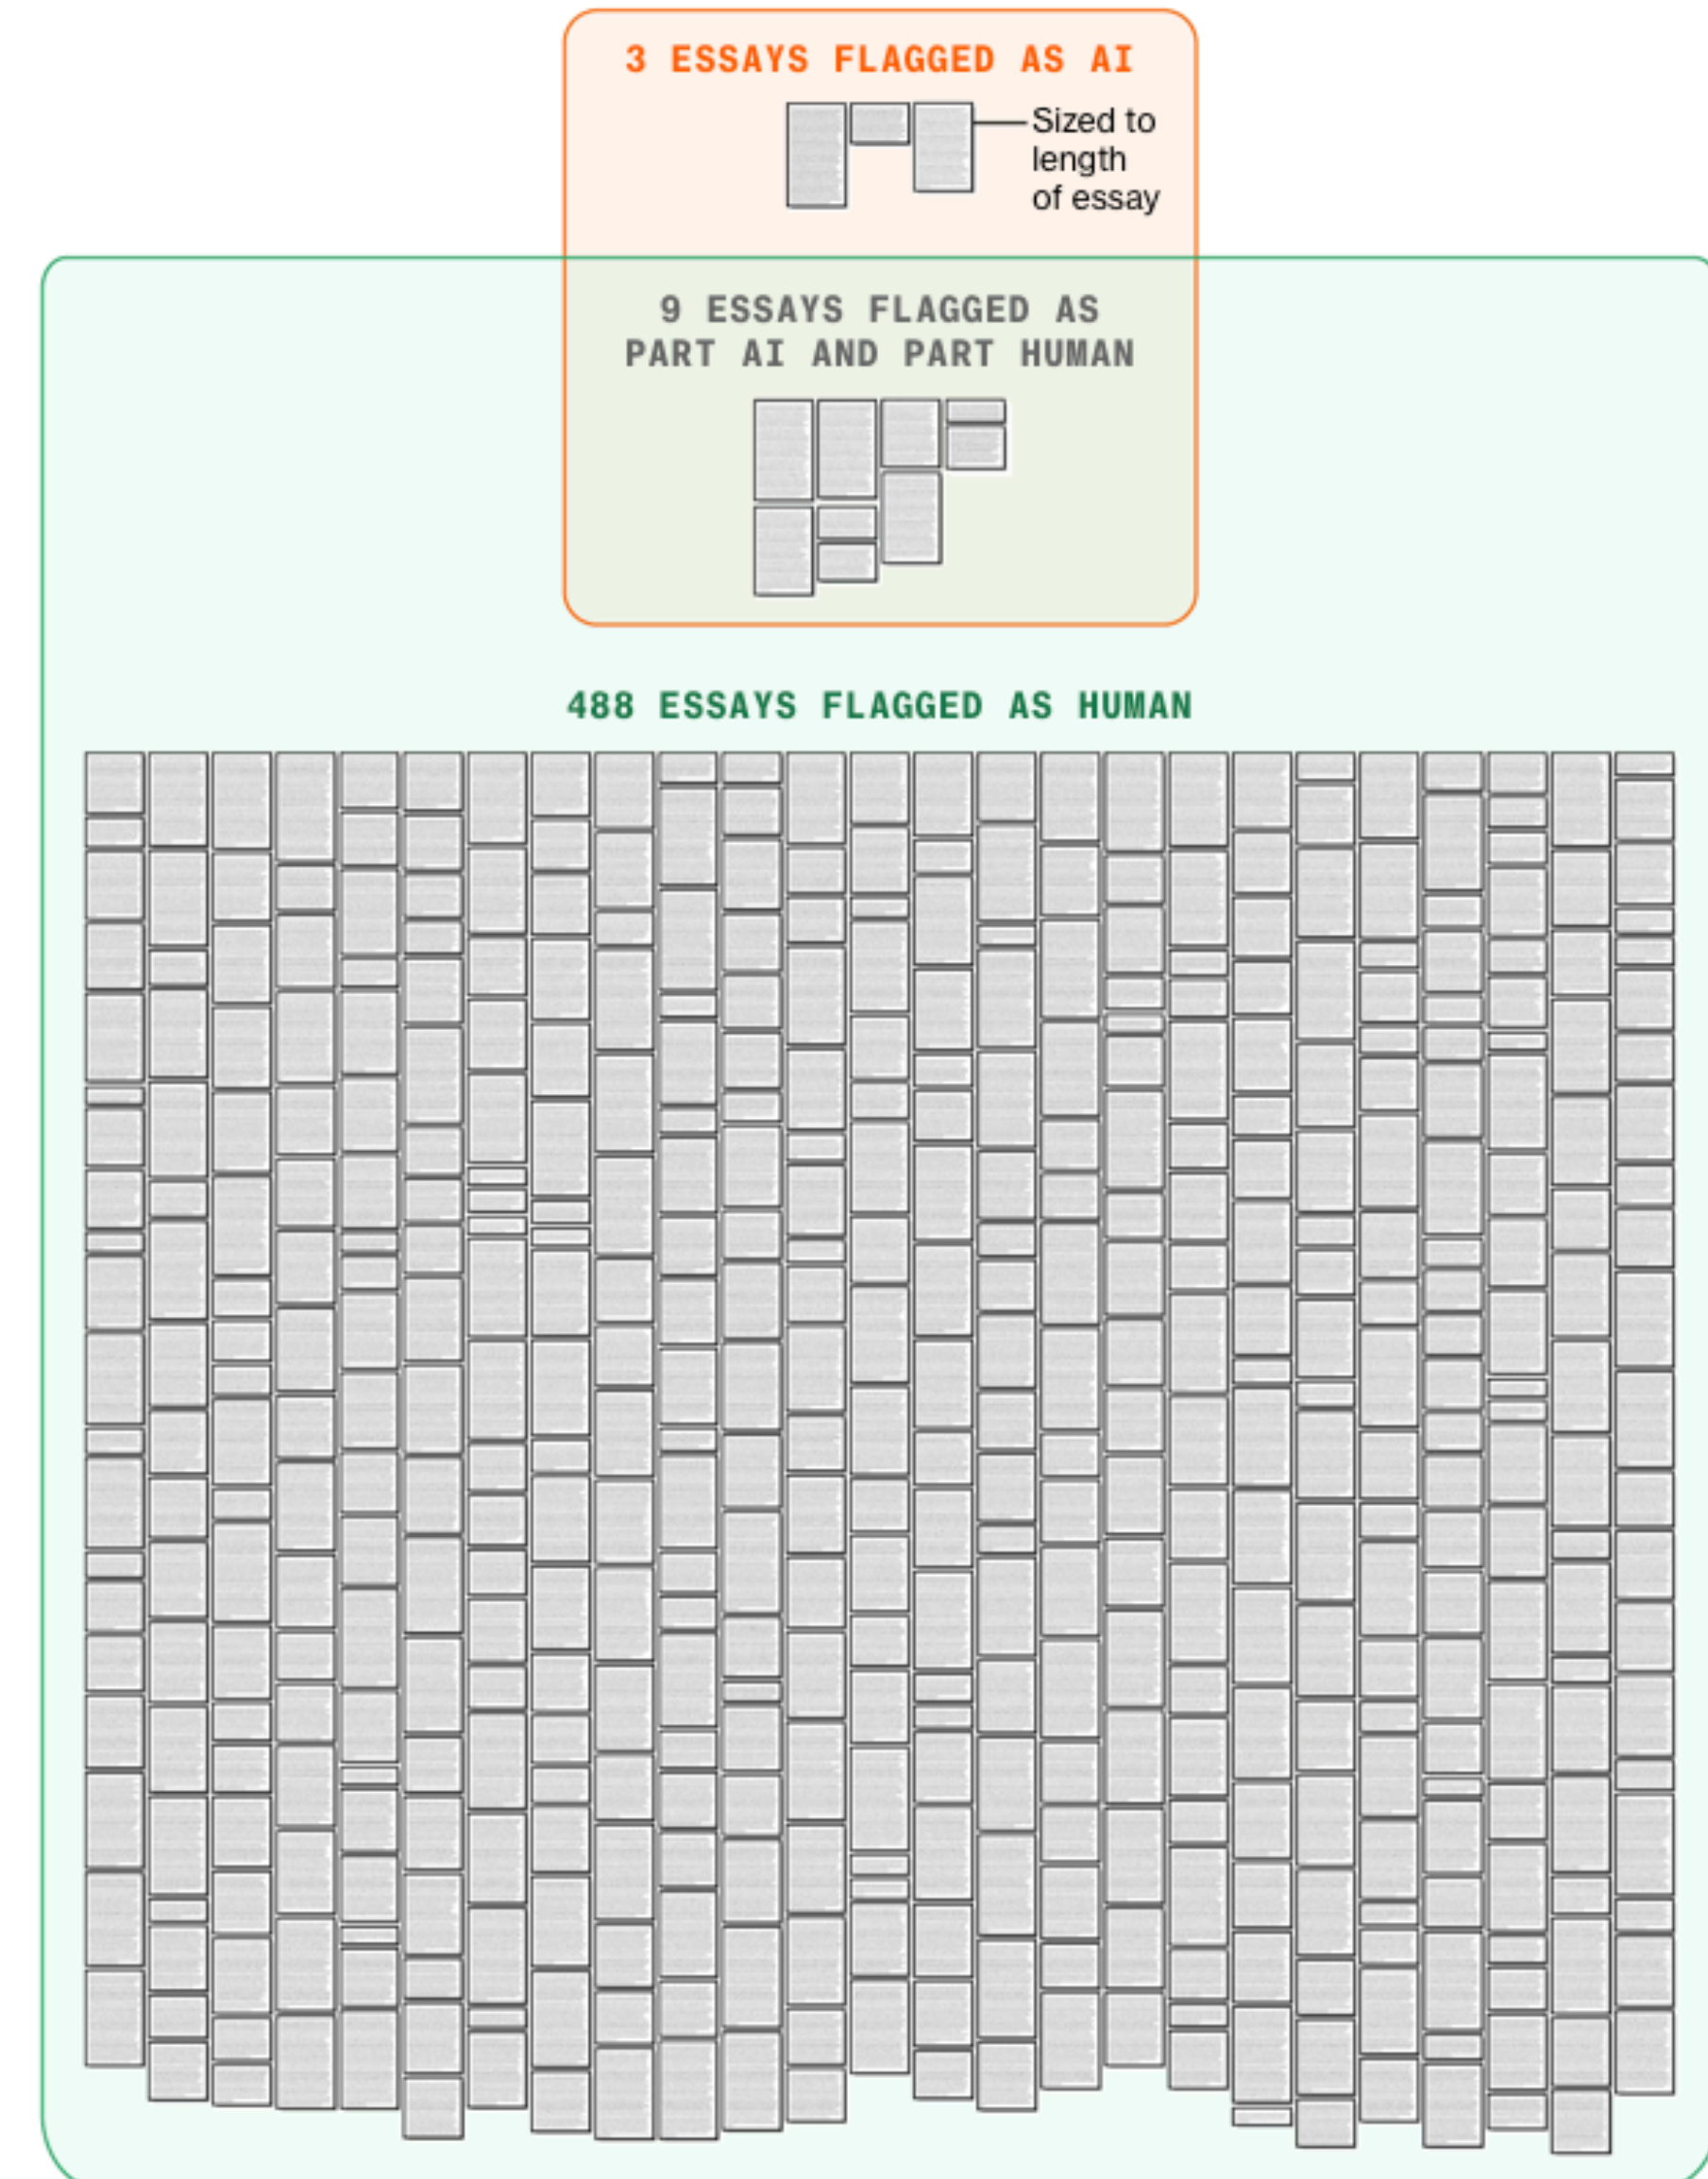 3 ESSAYS FLAGGED AS AI
Sized to
length
of essay
9 ESSAYS FLAGGED AS
PART AI AND PART HUMAN
488 ESSAYS FLAGGED AS HUMAN